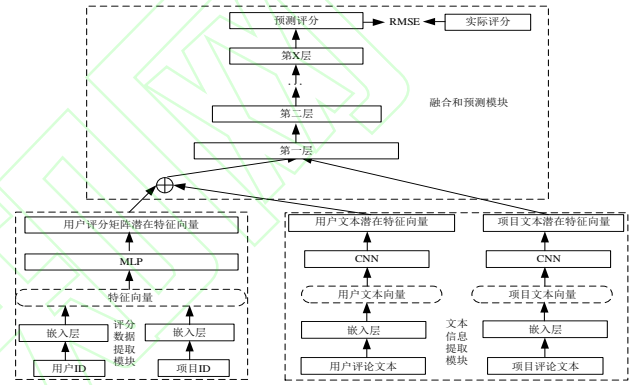 预测评分
RMSE
实际评分
第X层
...
第二层
融合和预测模块
第一层
用户评分矩阵潜在特征向量
用户文本潜在特征向量
项目文本潜在特征向量
MLP
CNN
CNN
特征向量
用户文本向量
项目文本向量
嵌入层
评分
数据
提取
模块
嵌入层
嵌入层
文本
信息
提取
模块
嵌入层
用户ID
项目ID
用户评论文本
项目评论文本